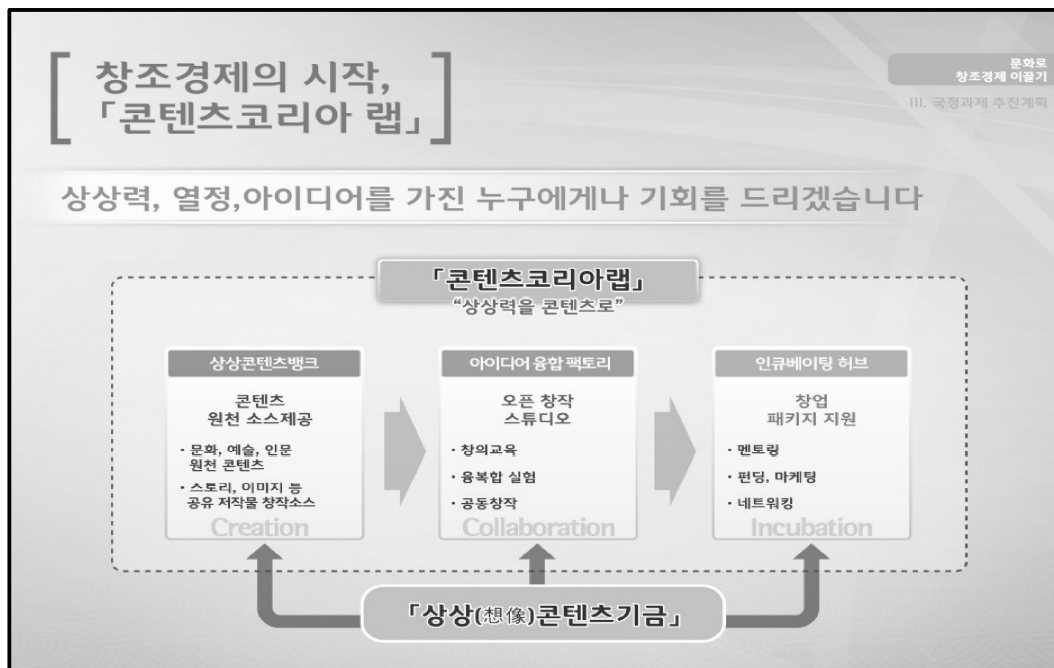 창조경제의 시작,
「콘텐츠코리아 랩」
문화로
창조경제 이끌기
III. 국정과제 추진계획
상상력, 열정,아이디어를 가진 누구에게나 기회를 드리겠습니다
「콘텐츠코리아랩」
“상상력을 콘텐츠로”
상상콘텐츠뱅크
콘텐츠
원천 소스제공
· 문화, 예술, 인문
원천 콘텐츠
· 스토리, 이미지 등
공유 저작물 창작소스
Creation
아이디어 융합 팩토리
오픈 창작
스튜디오
· 창의교육
· 융복합 실험
· 공동창작
Collaboration
인큐베이팅 허브
창업
패키지 지원
· 멘토링
· 펀딩, 마케팅
· 네트워킹
Incubation
「상상(想像)콘텐츠기금」